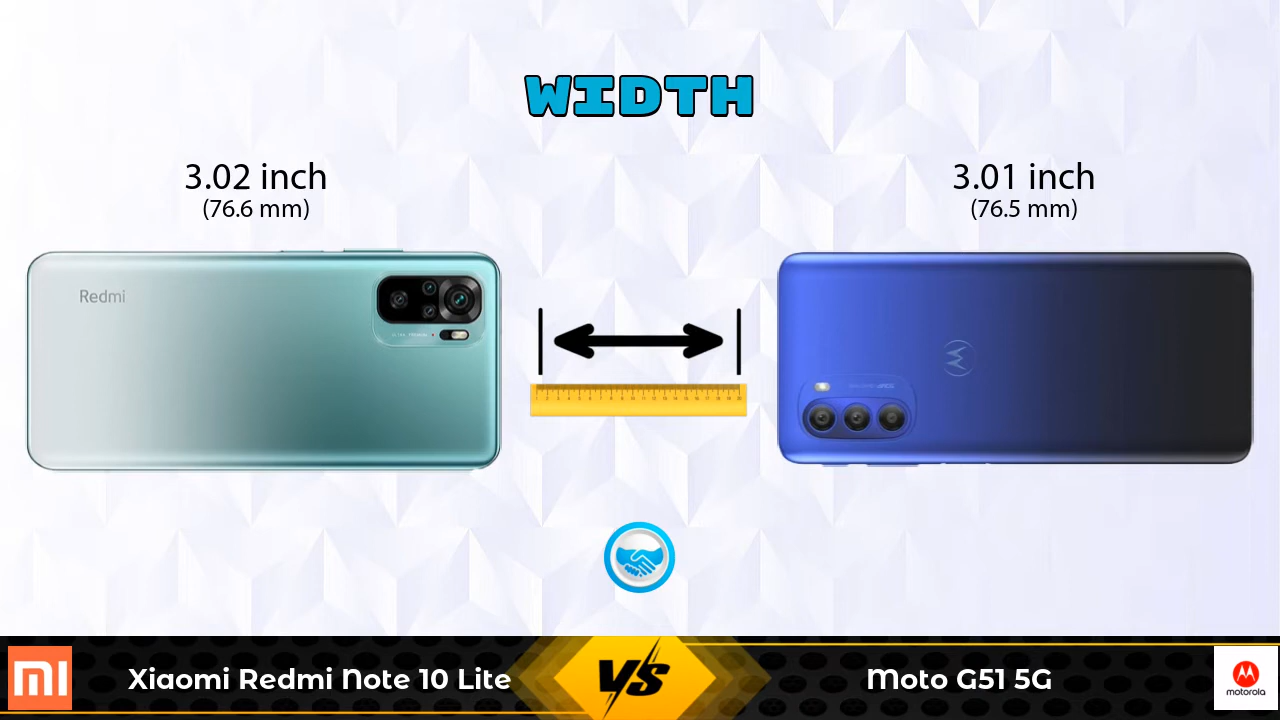 WIDTH
3.02 inch
(76.6 mm)
3.01 inch
(76.5 mm)
Redmi
Xiaomi Redmi Note 10 Lite
VS
Moto G51 5G
motorola